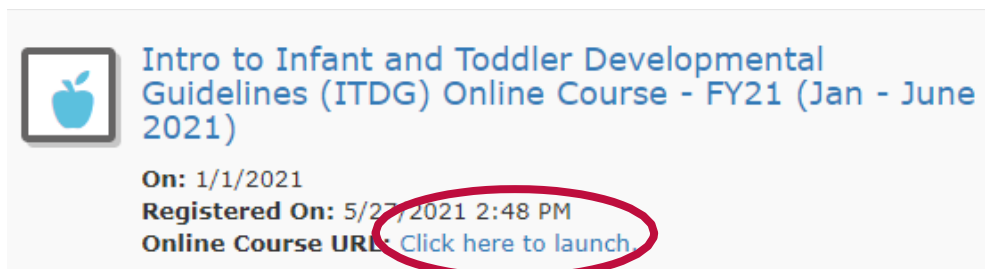 Intro to Infant and Toddler Developmental
Guidelines (ITDG) Online Course - FY21 (Jan - June
2021)
On: 1/1/2021
Registered On: 5/27/2021 2:48 PM
Online Course URL: Click here to launch.